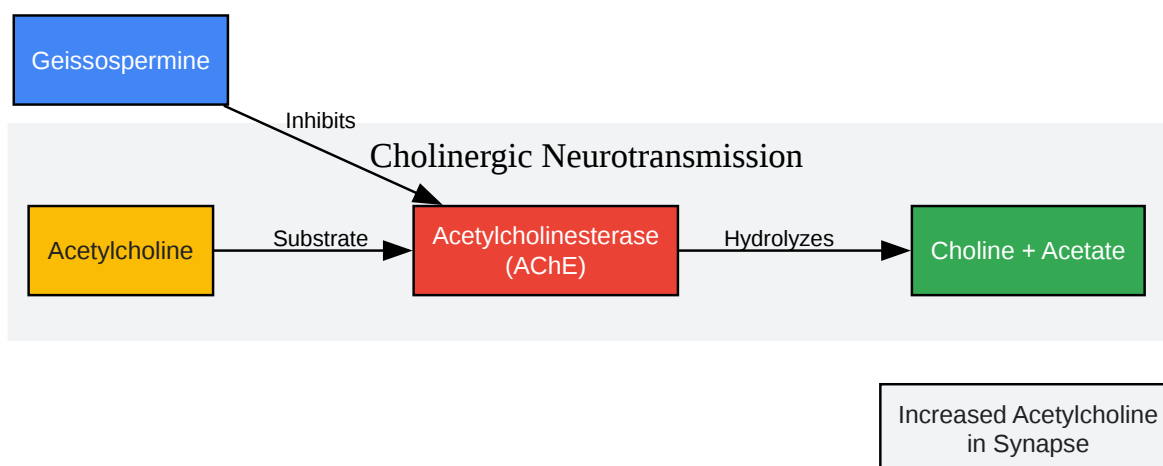 Geissospermine
Inhibits
Cholinergic Neurotransmission
Acetylcholine
Substrate
Acetylcholinesterase
(AChE)
Hydrolyzes
Choline + Acetate
Increased Acetylcholine
in Synapse